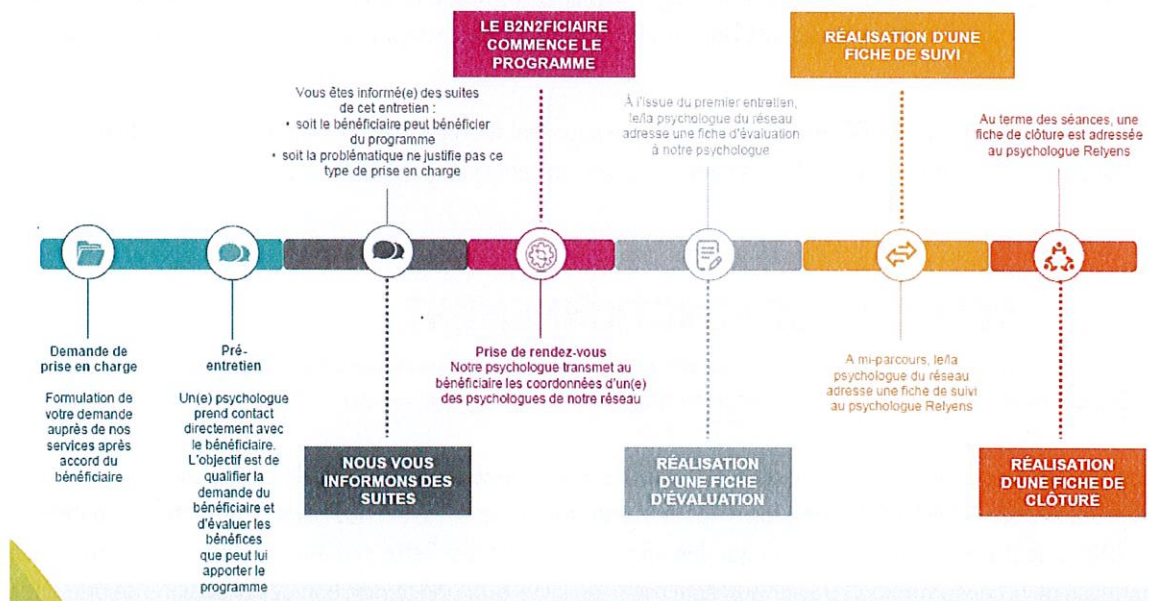 LE B2N2FICIAIRE
COMMENCE LE
PROGRAMME
RÉALISATION D'UNE
FICHE DE SUIVI
Vous êtes informé(e) des suites
de cet entretien :
• soit le bénéficiaire peut bénéficier
du programme
• soit la problématique ne justifie pas ce
type de prise en charge
À l'issue du premier entretien,
le/la psychologue du réseau
adresse une fiche d'évaluation
à notre psychologue
Au terme des séances, une
fiche de clôture est adressée
au psychologue Relyens
Demande de
prise en charge
Formulation de
votre demande
auprès de nos
services après
accord du
bénéficiaire
Pré-
entretien
Un(e) psychologue
prend contact
directement avec
le bénéficiaire.
L'objectif est de
qualifier la
demande du
bénéficiaire et
d'évaluer les
bénéfices
que peut lui
apporter le
programme
NOUS VOUS
INFORMONS DES
SUITES
Prise de rendez-vous
Notre psychologue transmet au
bénéficiaire les coordonnées d'un(e)
des psychologues de notre réseau
RÉALISATION
D'UNE FICHE
D'ÉVALUATION
A mi-parcours, le/la
psychologue du réseau
adresse une fiche de suivi
au psychologue Relyens
RÉALISATION
D'UNE FICHE DE
CLÔTURE